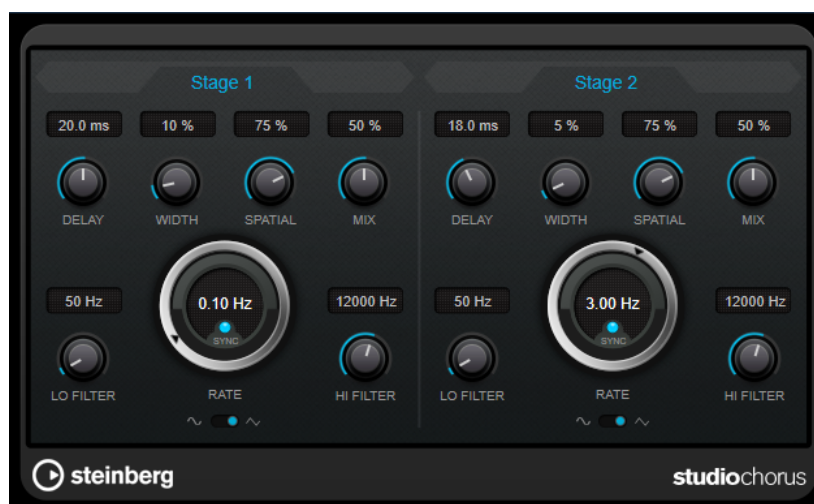 Stage 1
Stage 2
20.0 ms 10 % 75 % 50 %
18.0 ms 5 % 75 % 50 %
DELAY WIDTH SPATIAL MIX
DELAY WIDTH SPATIAL MIX
50 Hz 0.10 Hz 12000 Hz
50 Hz 3.00 Hz 12000 Hz
SYNC
SYNC
LO FILTER RATE HI FILTER
LO FILTER RATE HI FILTER
steinberg
studiochorus